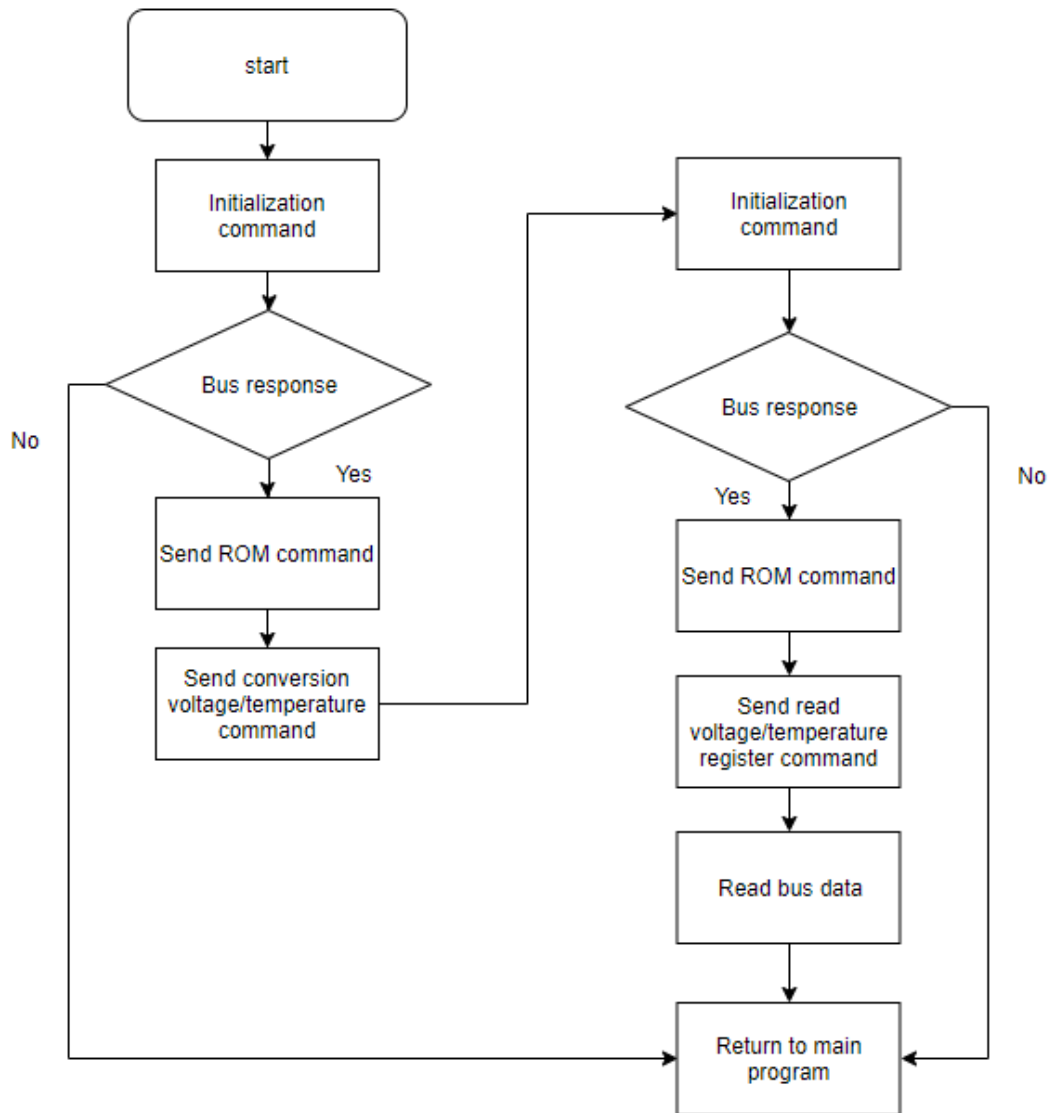 start
Initialization
command
Bus response
No
Yes
Send ROM command
Send conversion
voltage/temperature
command
Initialization
command
Bus response
No
Yes
Send ROM command
Send read
voltage/temperature
register command
Read bus data
Return to main
program